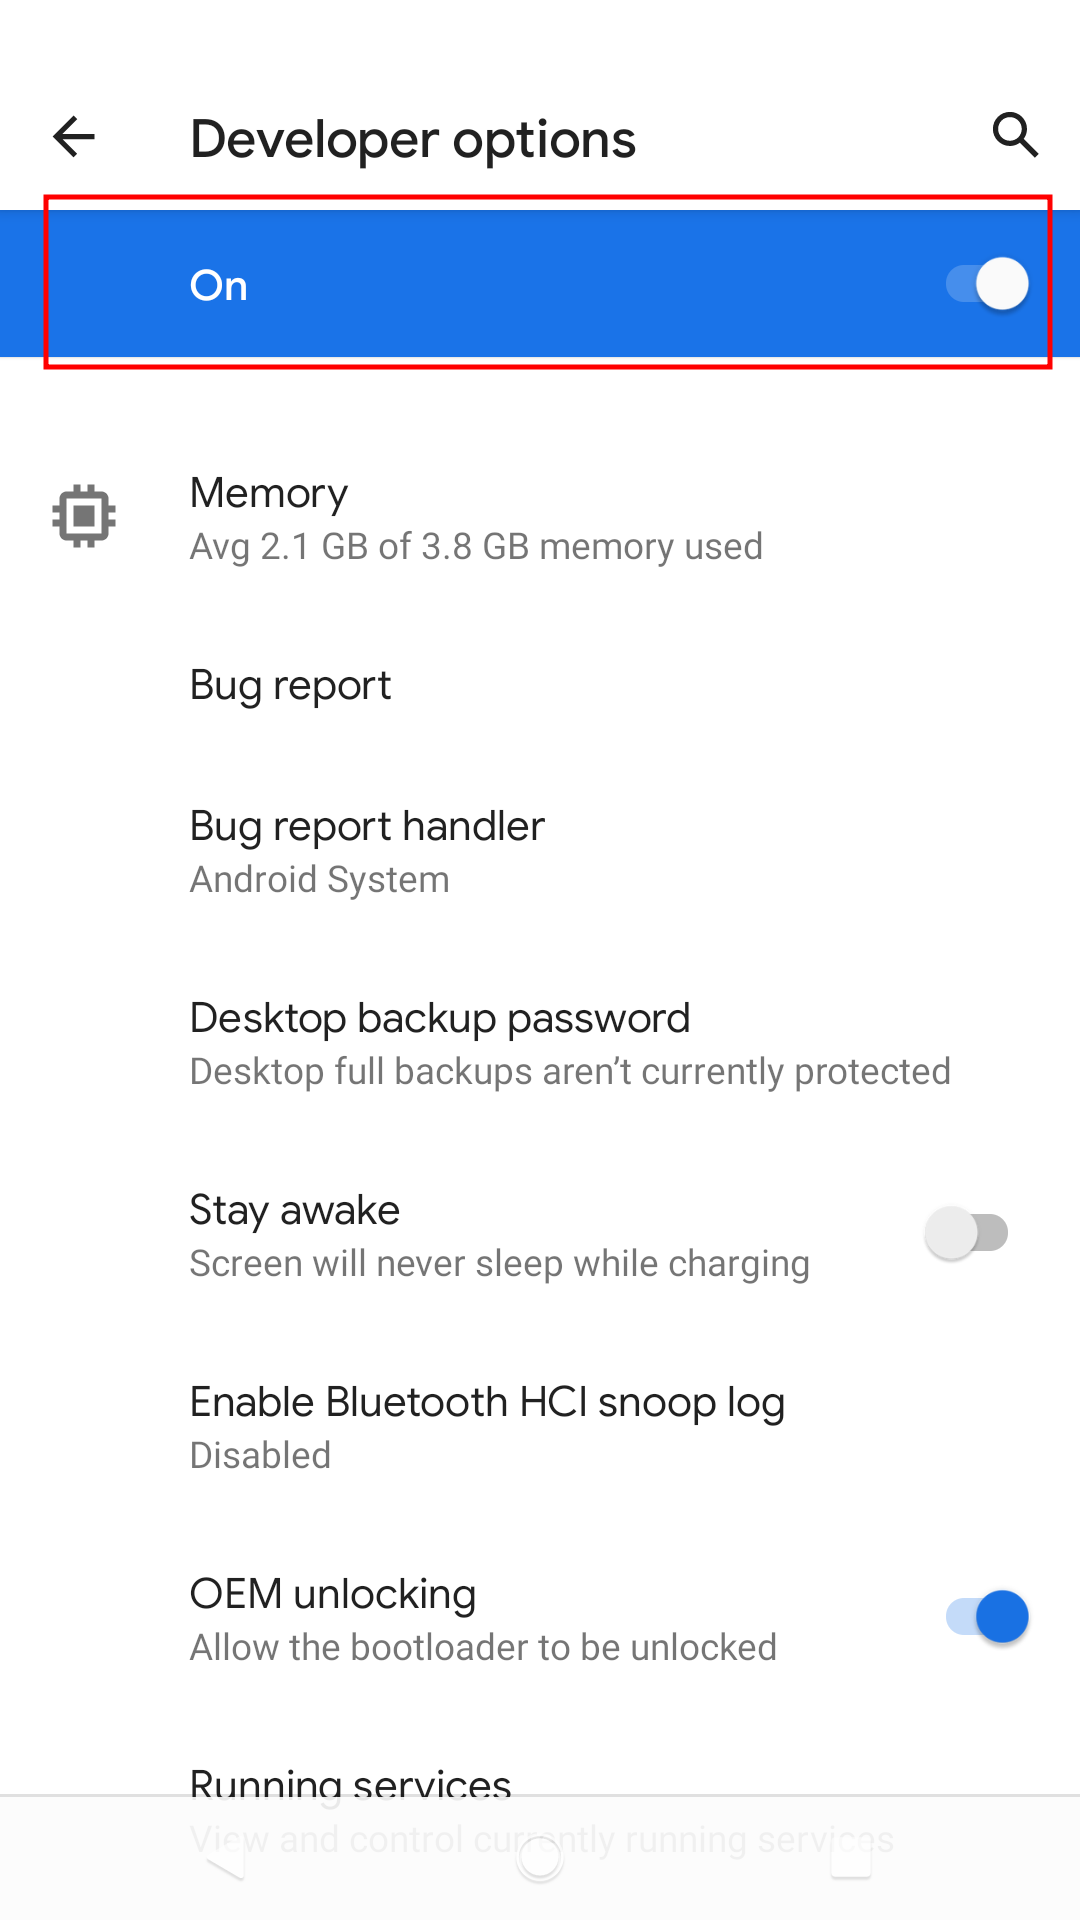 Developer options
On
Memory
Avg 2.1 GB of 3.8 GB memory used
Bug report
Bug report handler
Android System
Desktop backup password
Desktop full backups aren’t currently protected
Stay awake
Screen will never sleep while charging
Enable Bluetooth HCI snoop log
Disabled
OEM unlocking
Allow the bootloader to be unlocked
Running services
View and control currently running services